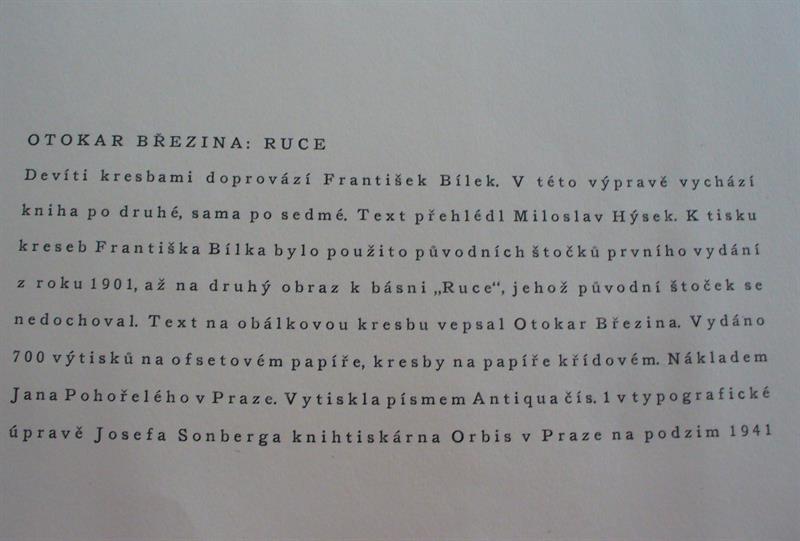 OTOKAR BŘEZINA: RUCE
Devíti kresbami doprovází František Bílek. V této výpravě vychází
kniha po druhé, sama po sedmé. Text přehlédl Miloslav Hýsek. K tisku
kreseb Františka Bílka bylo použito původních štočků prvního vydání
z roku 1901, až na druhý obraz k básni „Ruce“, jehož původní štoček se
nedochoval. Text na obálkovou kresbu vepsal Otokar Březina. Vydáno
700 výtisků na ofsetovém papíře, kresby na papíře křídovém. Nákladem
Jana Pohořelého v Praze. Vytiskla písmem Antiqua čís. 1 v typografické
úpravě Josefa Sonberga knihtiskárna Orbis v Praze na podzim 1941